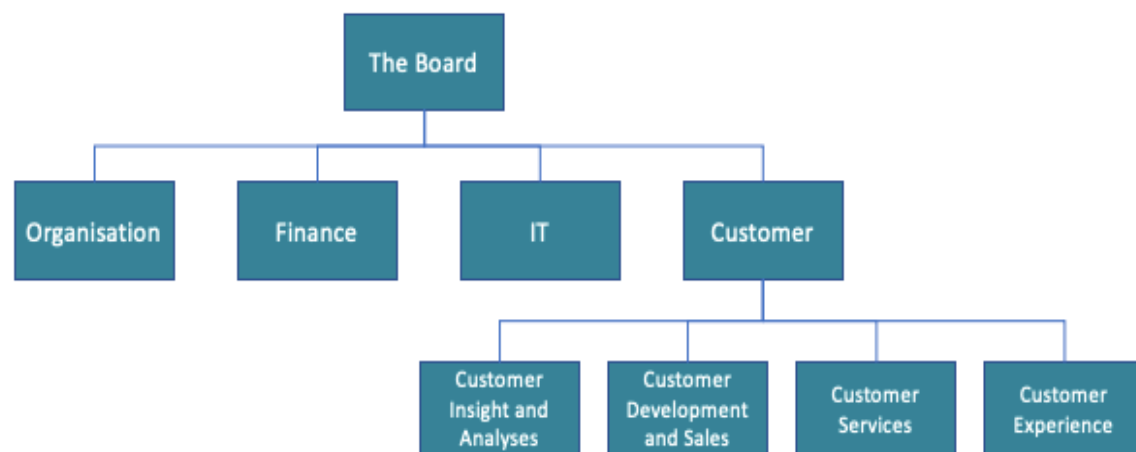 The Board
Organisation
Finance
IT
Customer
Customer
Insight and
Analyses
Customer
Development
and Sales
Customer
Services
Customer
Experience